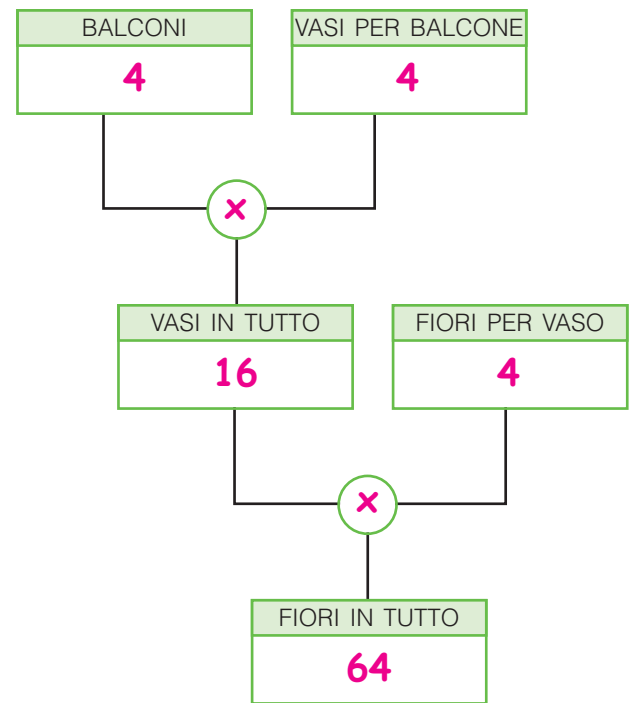 BALCONI
VASI PER BALCONE
4
4
×
VASI IN TUTTO
FIORI PER VASO
16
4
×
FIORI IN TUTTO
64